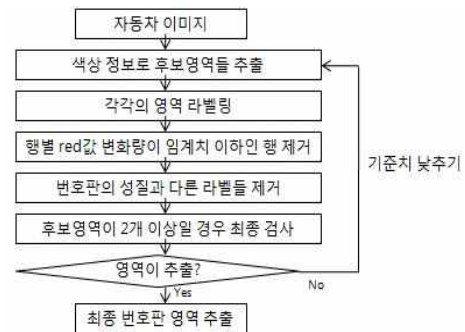 자동차 이미지
색상 정보로 후보영역들 추출
각각의 영역 라벨링
행별 red값 변화량이 임계치 이하인 행 제거
기준치 낮추기
번호판의 성질과 다른 라벨들 제거
후보영역이 2개 이상일 경우 최종 검사
영역이 추출?
No
Yes
최종 번호판 영역 추출